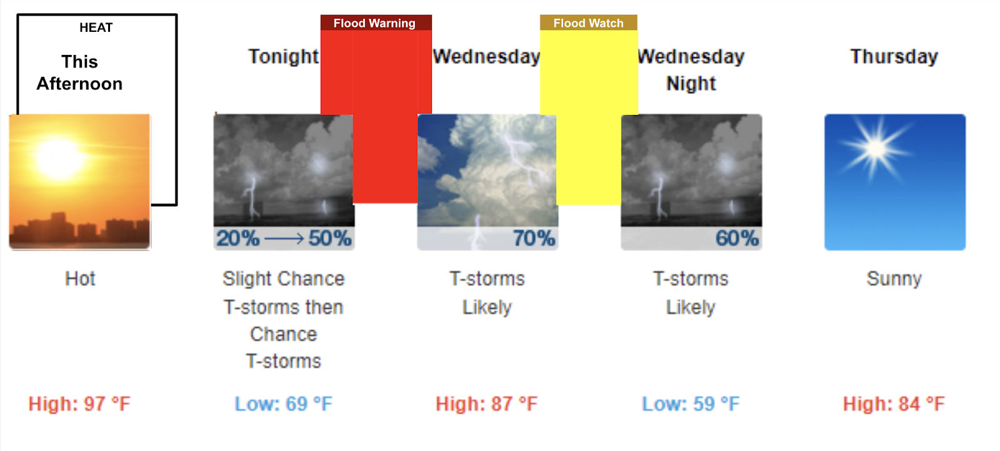 HEAT
This
Afternoon
Hot
High: 97 °F
Tonight
20% → 50%
Slight Chance
T-storms then
Chance
T-storms
Low: 69 °F
Flood Warning
Wednesday
70%
T-storms
Likely
High: 87 °F
Flood Watch
Wednesday
Night
60%
T-storms
Likely
Low: 59 °F
Thursday
Sunny
High: 84 °F